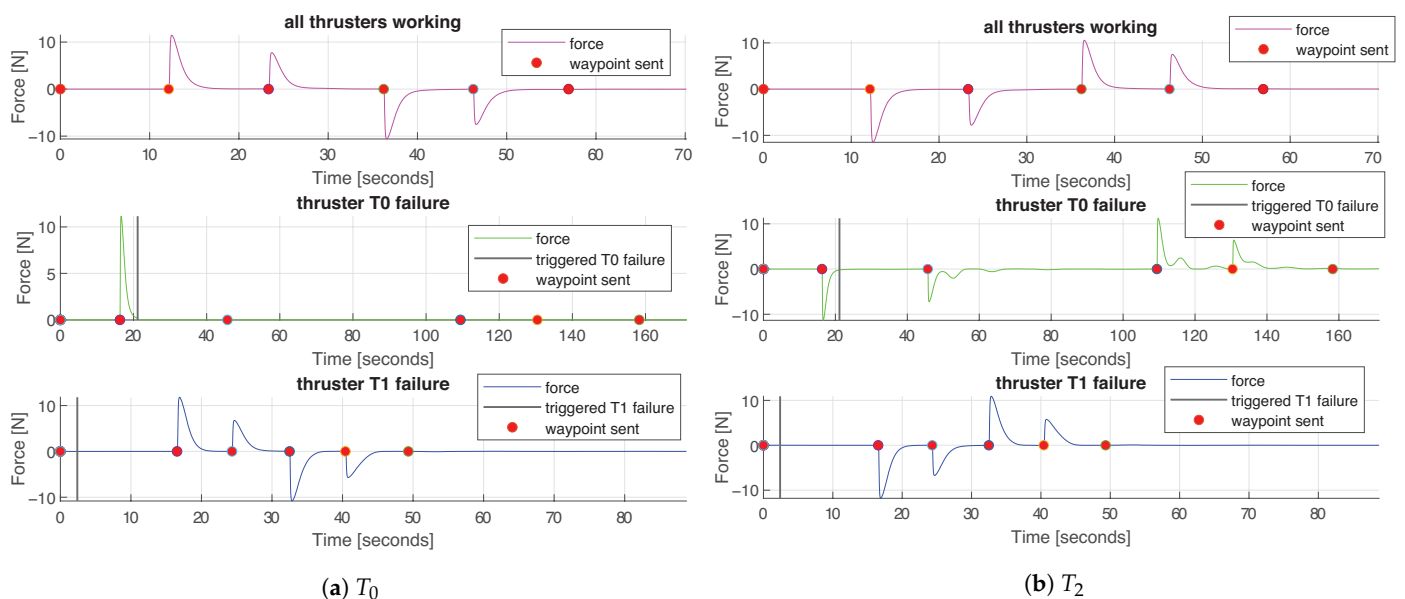 all thrusters working
Force [N]
10
0
−10
0 10 20 30 40 50 60 70
Time [seconds]
force
waypoint sent
thruster T0 failure
Force [N]
10
5
0
0 20 40 60 80 100 120 140 160
Time [seconds]
force
triggered T0 failure
waypoint sent
thruster T1 failure
Force [N]
10
0
−10
0 10 20 30 40 50 60 70 80
Time [seconds]
force
triggered T1 failure
waypoint sent
(a) T0
all thrusters working
Force [N]
10
0
−10
0 10 20 30 40 50 60 70
Time [seconds]
force
waypoint sent
thruster T0 failure
Force [N]
10
0
−10
0 20 40 60 80 100 120 140 160
Time [seconds]
force
triggered T0 failure
waypoint sent
thruster T1 failure
Force [N]
10
0
−10
0 10 20 30 40 50 60 70 80
Time [seconds]
force
triggered T1 failure
waypoint sent
(b) T2